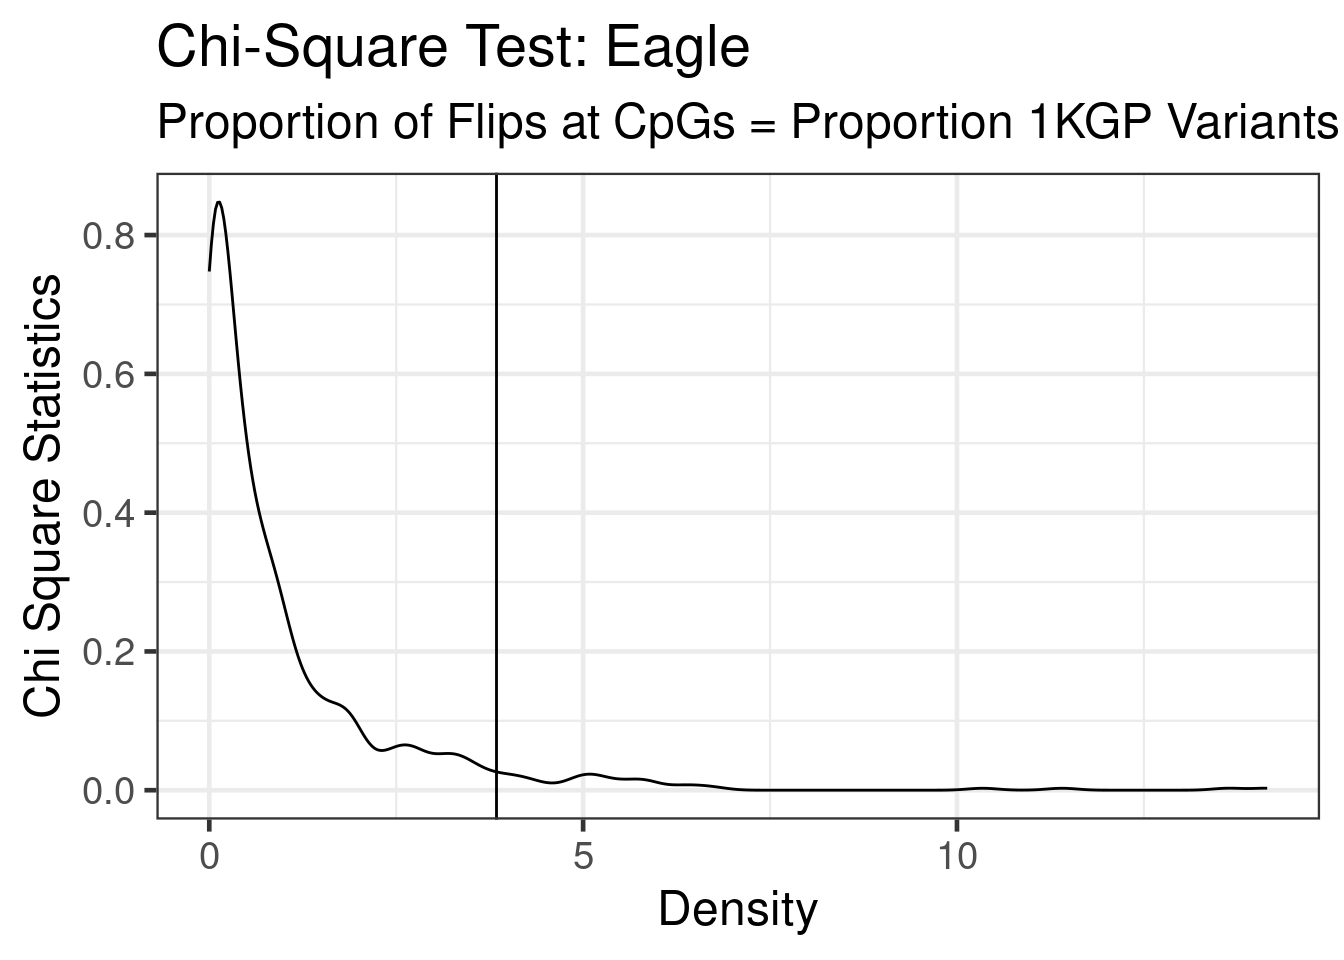 Chi-Square Test: Eagle
Proportion of Flips at CpGs = Proportion 1KGP Variants
Chi Square Statistics
0.8
0.6
0.4
0.2
0.0
0
5
10
Density